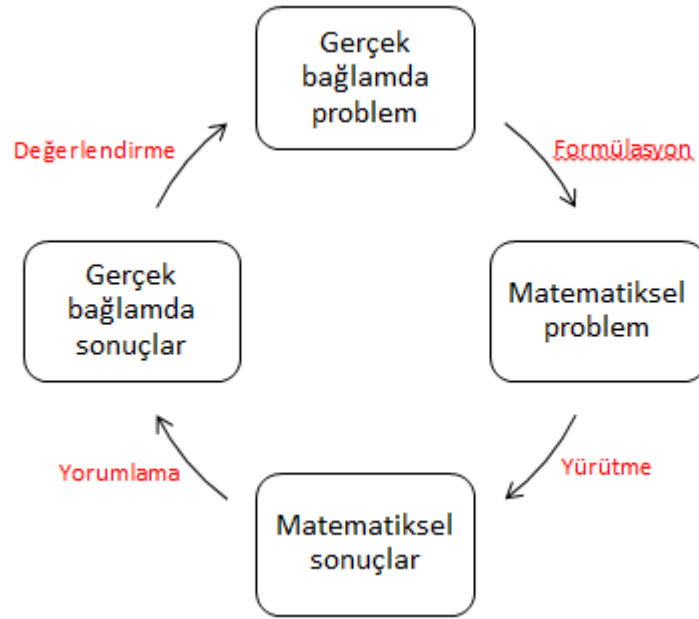 Gerçek
bağlamda
problem
Formülasyon
Matematiksel
problem
Yürütme
Matematiksel
sonuçlar
Yorumlama
Gerçek
bağlamda
sonuçlar
Değerlendirme